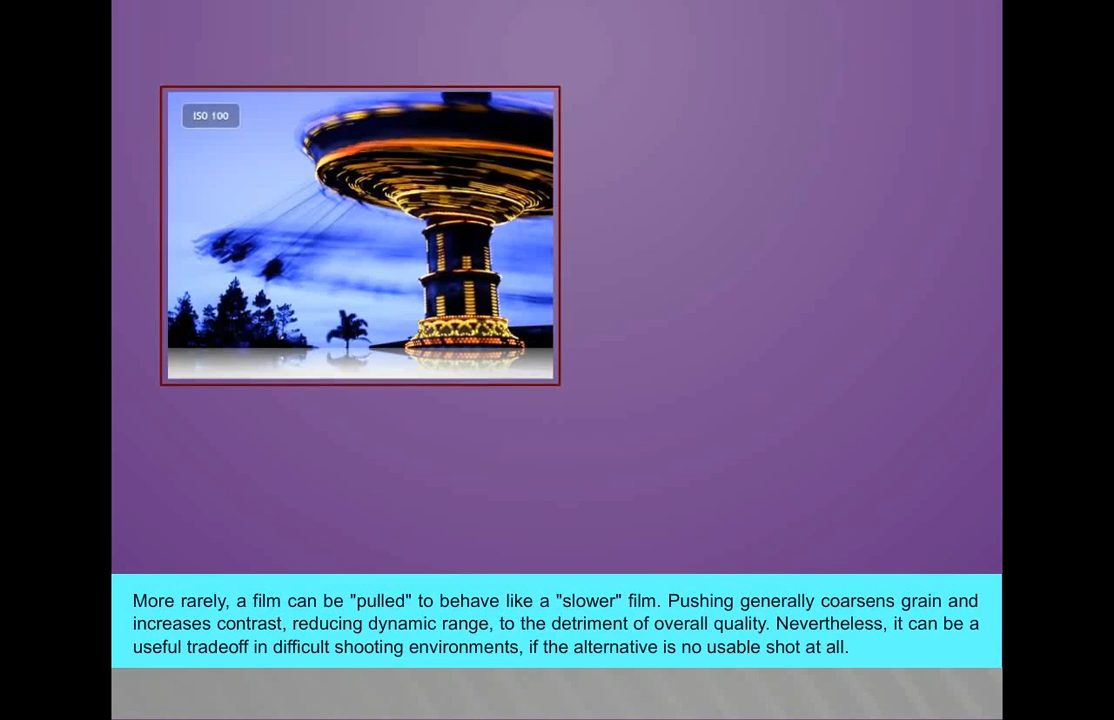 ISO 100
More rarely, a film can be "pulled" to behave like a "slower" film. Pushing generally coarsens grain and
increases contrast, reducing dynamic range, to the detriment of overall quality. Nevertheless, it can be a
useful tradeoff in difficult shooting environments, if the alternative is no usable shot at all.